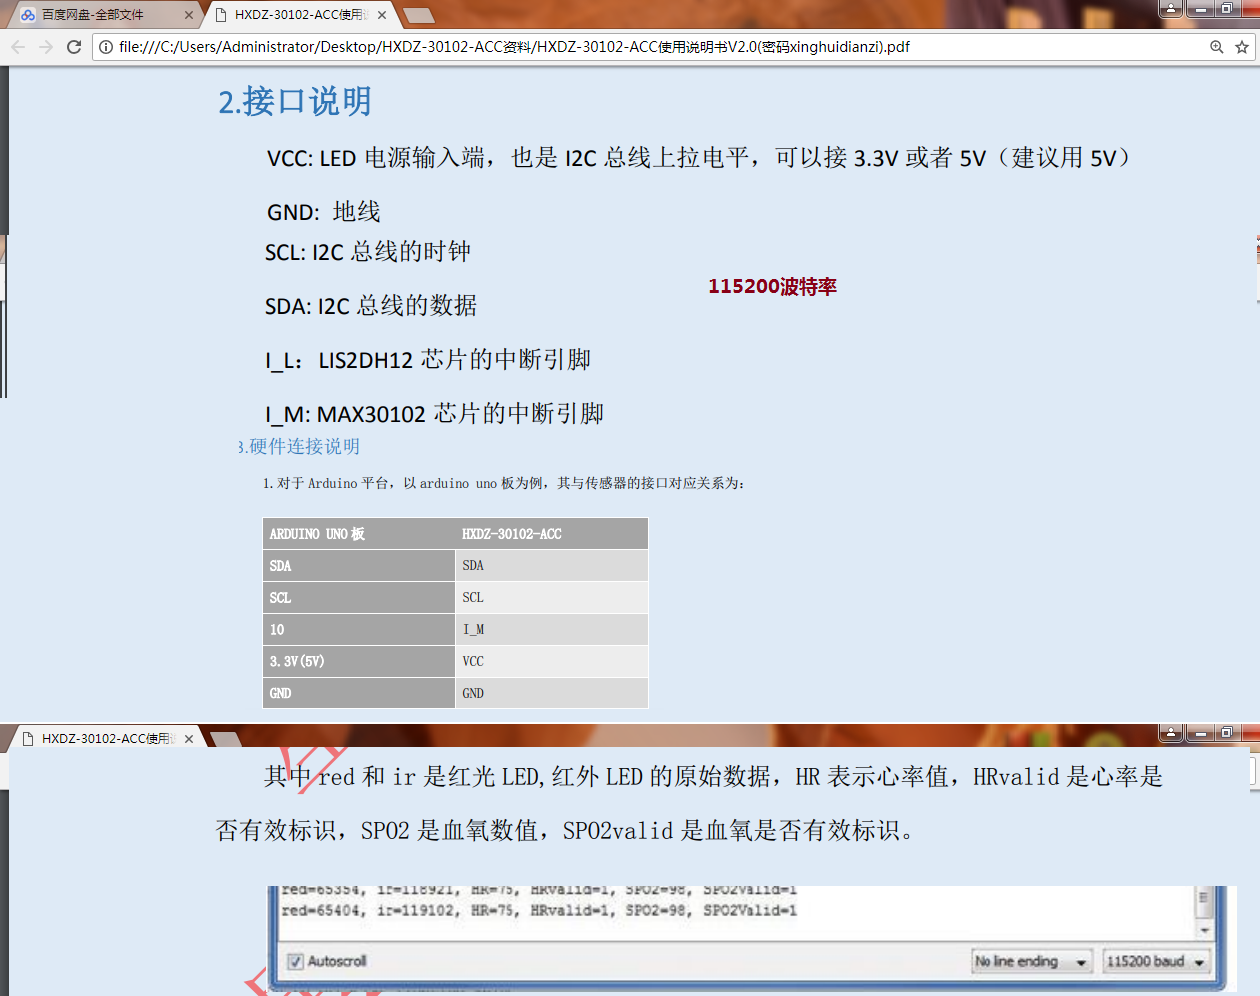 百度网盘-全部文件
HXDZ-30102-ACC使用
file:///C:/Users/Administrator/Desktop/HXDZ-30102-ACC资料/HXDZ-30102-ACC使用说明书V2.0(密码xinghuidianzi).pdf
2.接口说明
VCC: LED 电源输入端，也是 I2C 总线上拉电平，可以接 3.3V 或者 5V（建议用 5V）
GND: 地线
SCL: I2C 总线的时钟
115200波特率
SDA: I2C 总线的数据
I_L：LIS2DH12 芯片的中断引脚
I_M: MAX30102 芯片的中断引脚
3.硬件连接说明
1.对于 Arduino 平台，以 arduino uno 板为例，其与传感器的接口对应关系为：
ARDUINO UNO 板 HXDZ-30102-ACC
SDA SDA
SCL SCL
10 I_M
3.3V(5V) VCC
GND GND
HXDZ-30102-ACC使用
其中 red 和 ir 是红光 LED,红外 LED 的原始数据，HR 表示心率值，HRvalid 是心率是
否有效标识，SPO2 是血氧数值，SPO2valid 是血氧是否有效标识。
red=65354, ir=118921, HR=75, HRvalid=1, SPO2=98, SPO2Valid=1
red=65404, ir=119102, HR=75, HRvalid=1, SPO2=98, SPO2Valid=1
Autoscroll No line ending 115200 baud